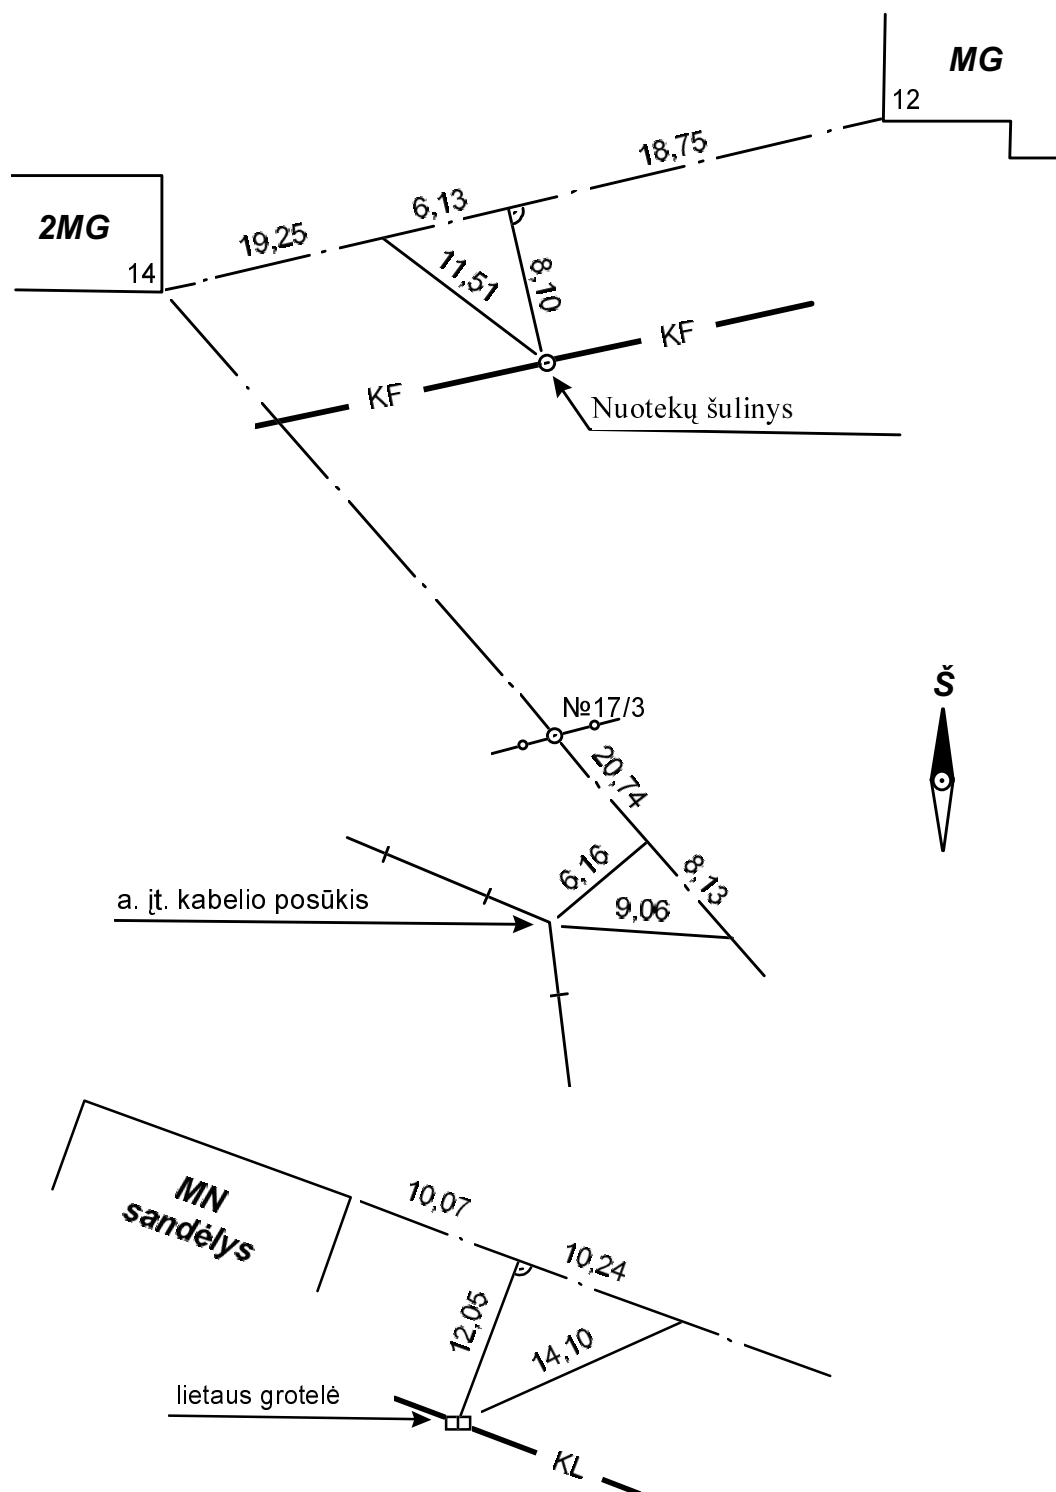 MG
12
18,75
6,13
2MG
19,25
14
11,51
8,10
KF
KF
Nuotekų šulinys
Š
№17/3
20,74
6,16
8,13
a. įt. kabelio posūkis
9,06
MN
sandėlys
10,07
10,24
12,05
14,10
lietaus grotelė
KL